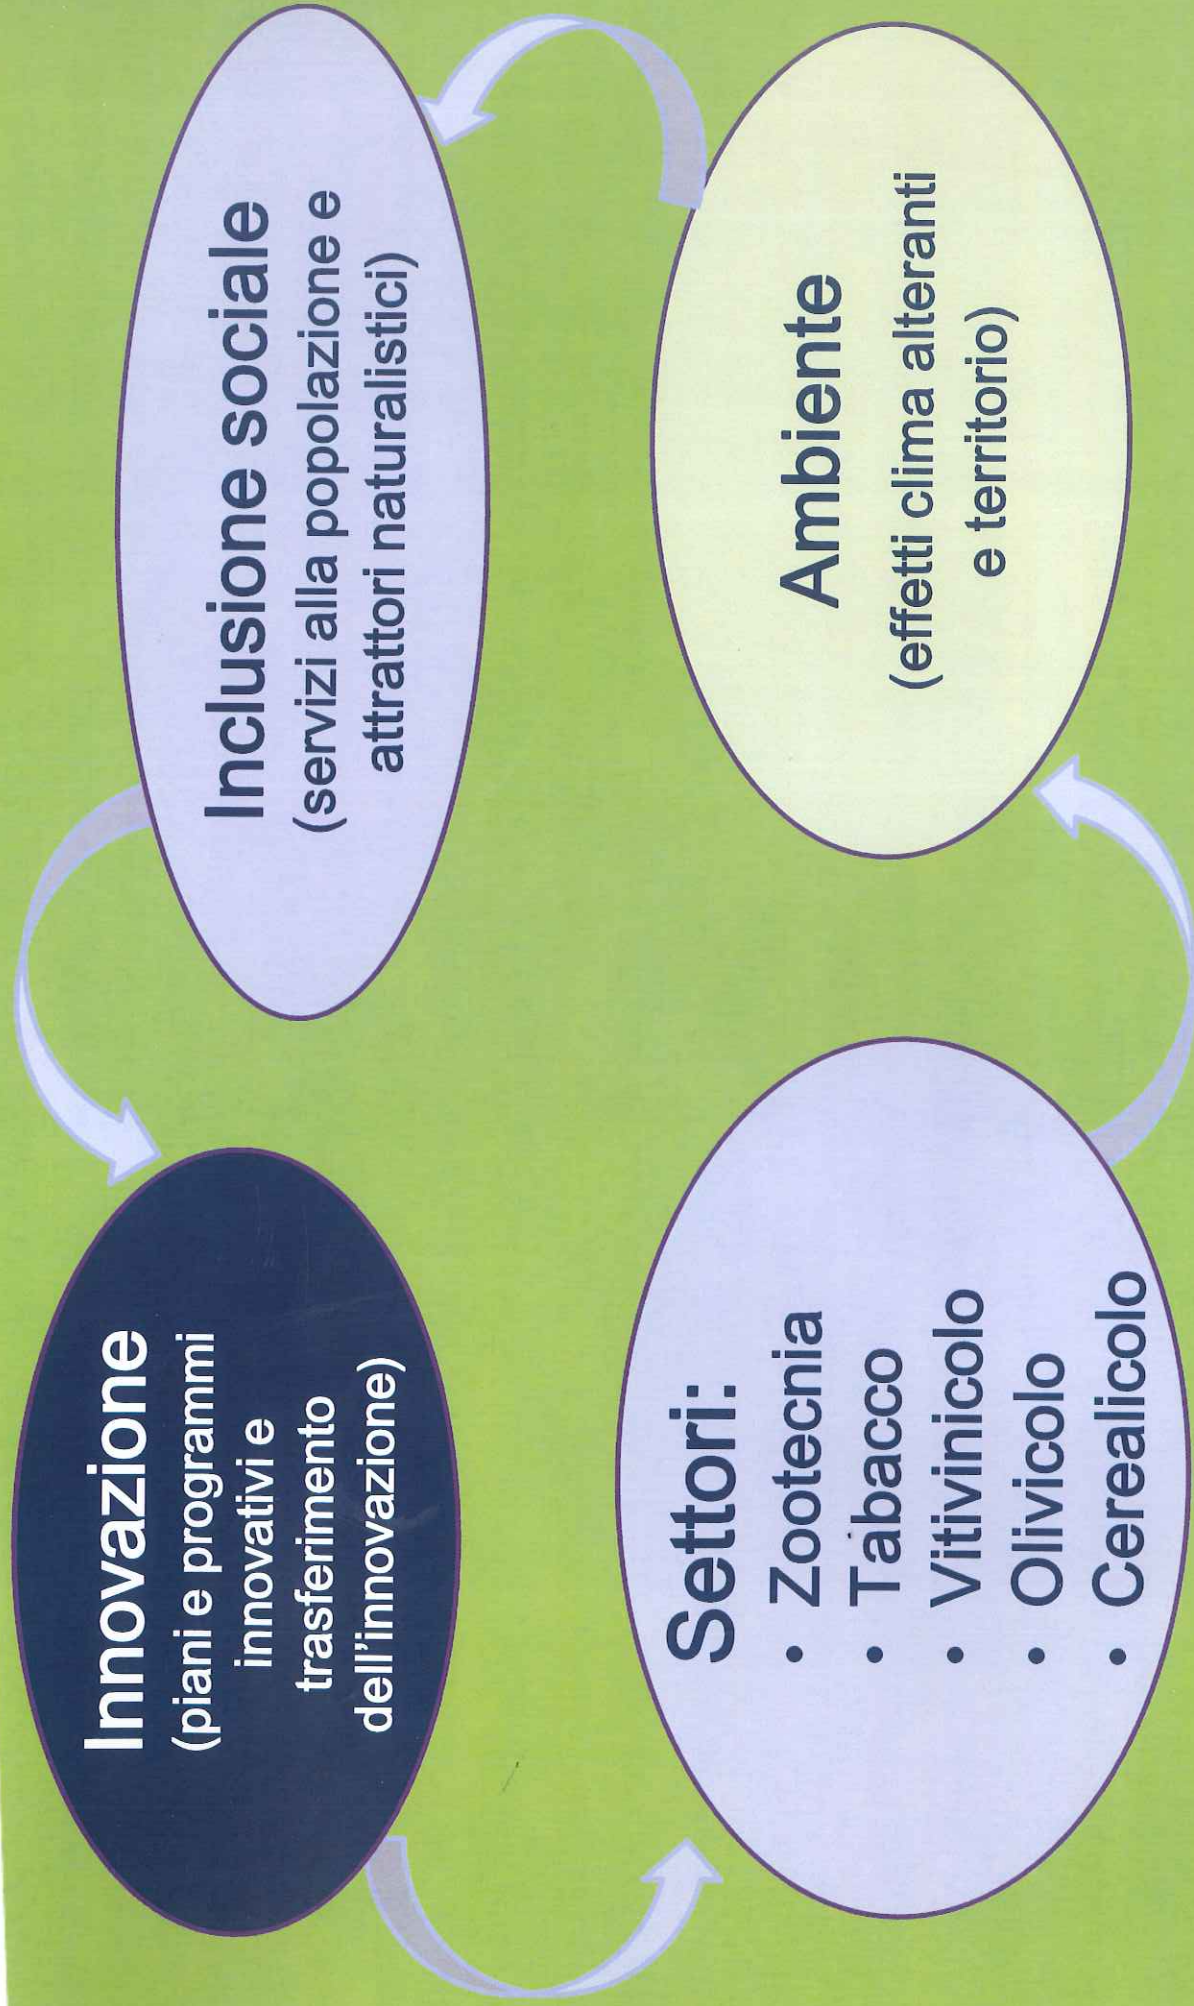 Innovazione
(piani e programmi
innovativi e
trasferimento
dell'innovazione)
Inclusione sociale
(servizi alla popolazione e
attrattori naturalistici)
Settori:
• Zootecnia
• Tabacco
• Vitivinicolo
• Olivicolo
• Cerealicolo
Ambiente
(effetti clima alteranti
e territorio)